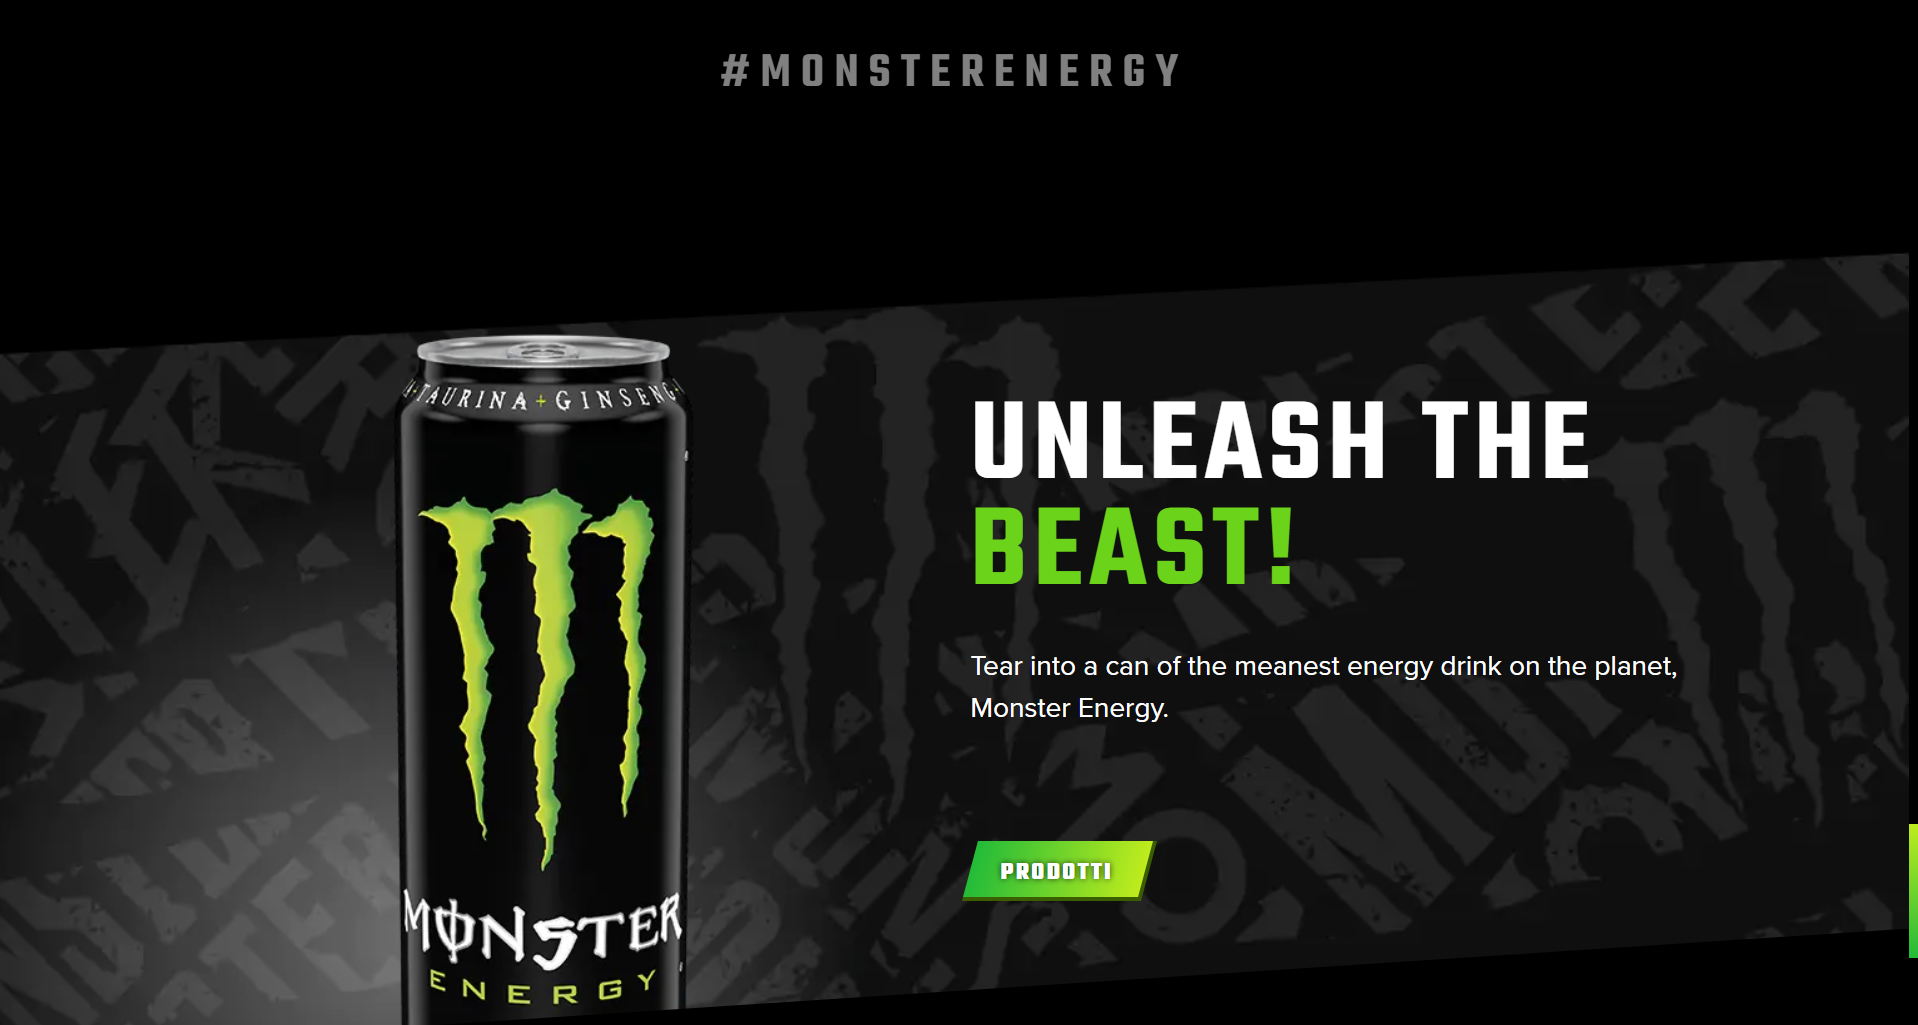 #MONSTERENERGY
TAURINA+GINSENG
UNLEASH THE
BEAST!
Tear into a can of the meanest energy drink on the planet,
Monster Energy.
PRODOTTI
MONSTER
ENERGY